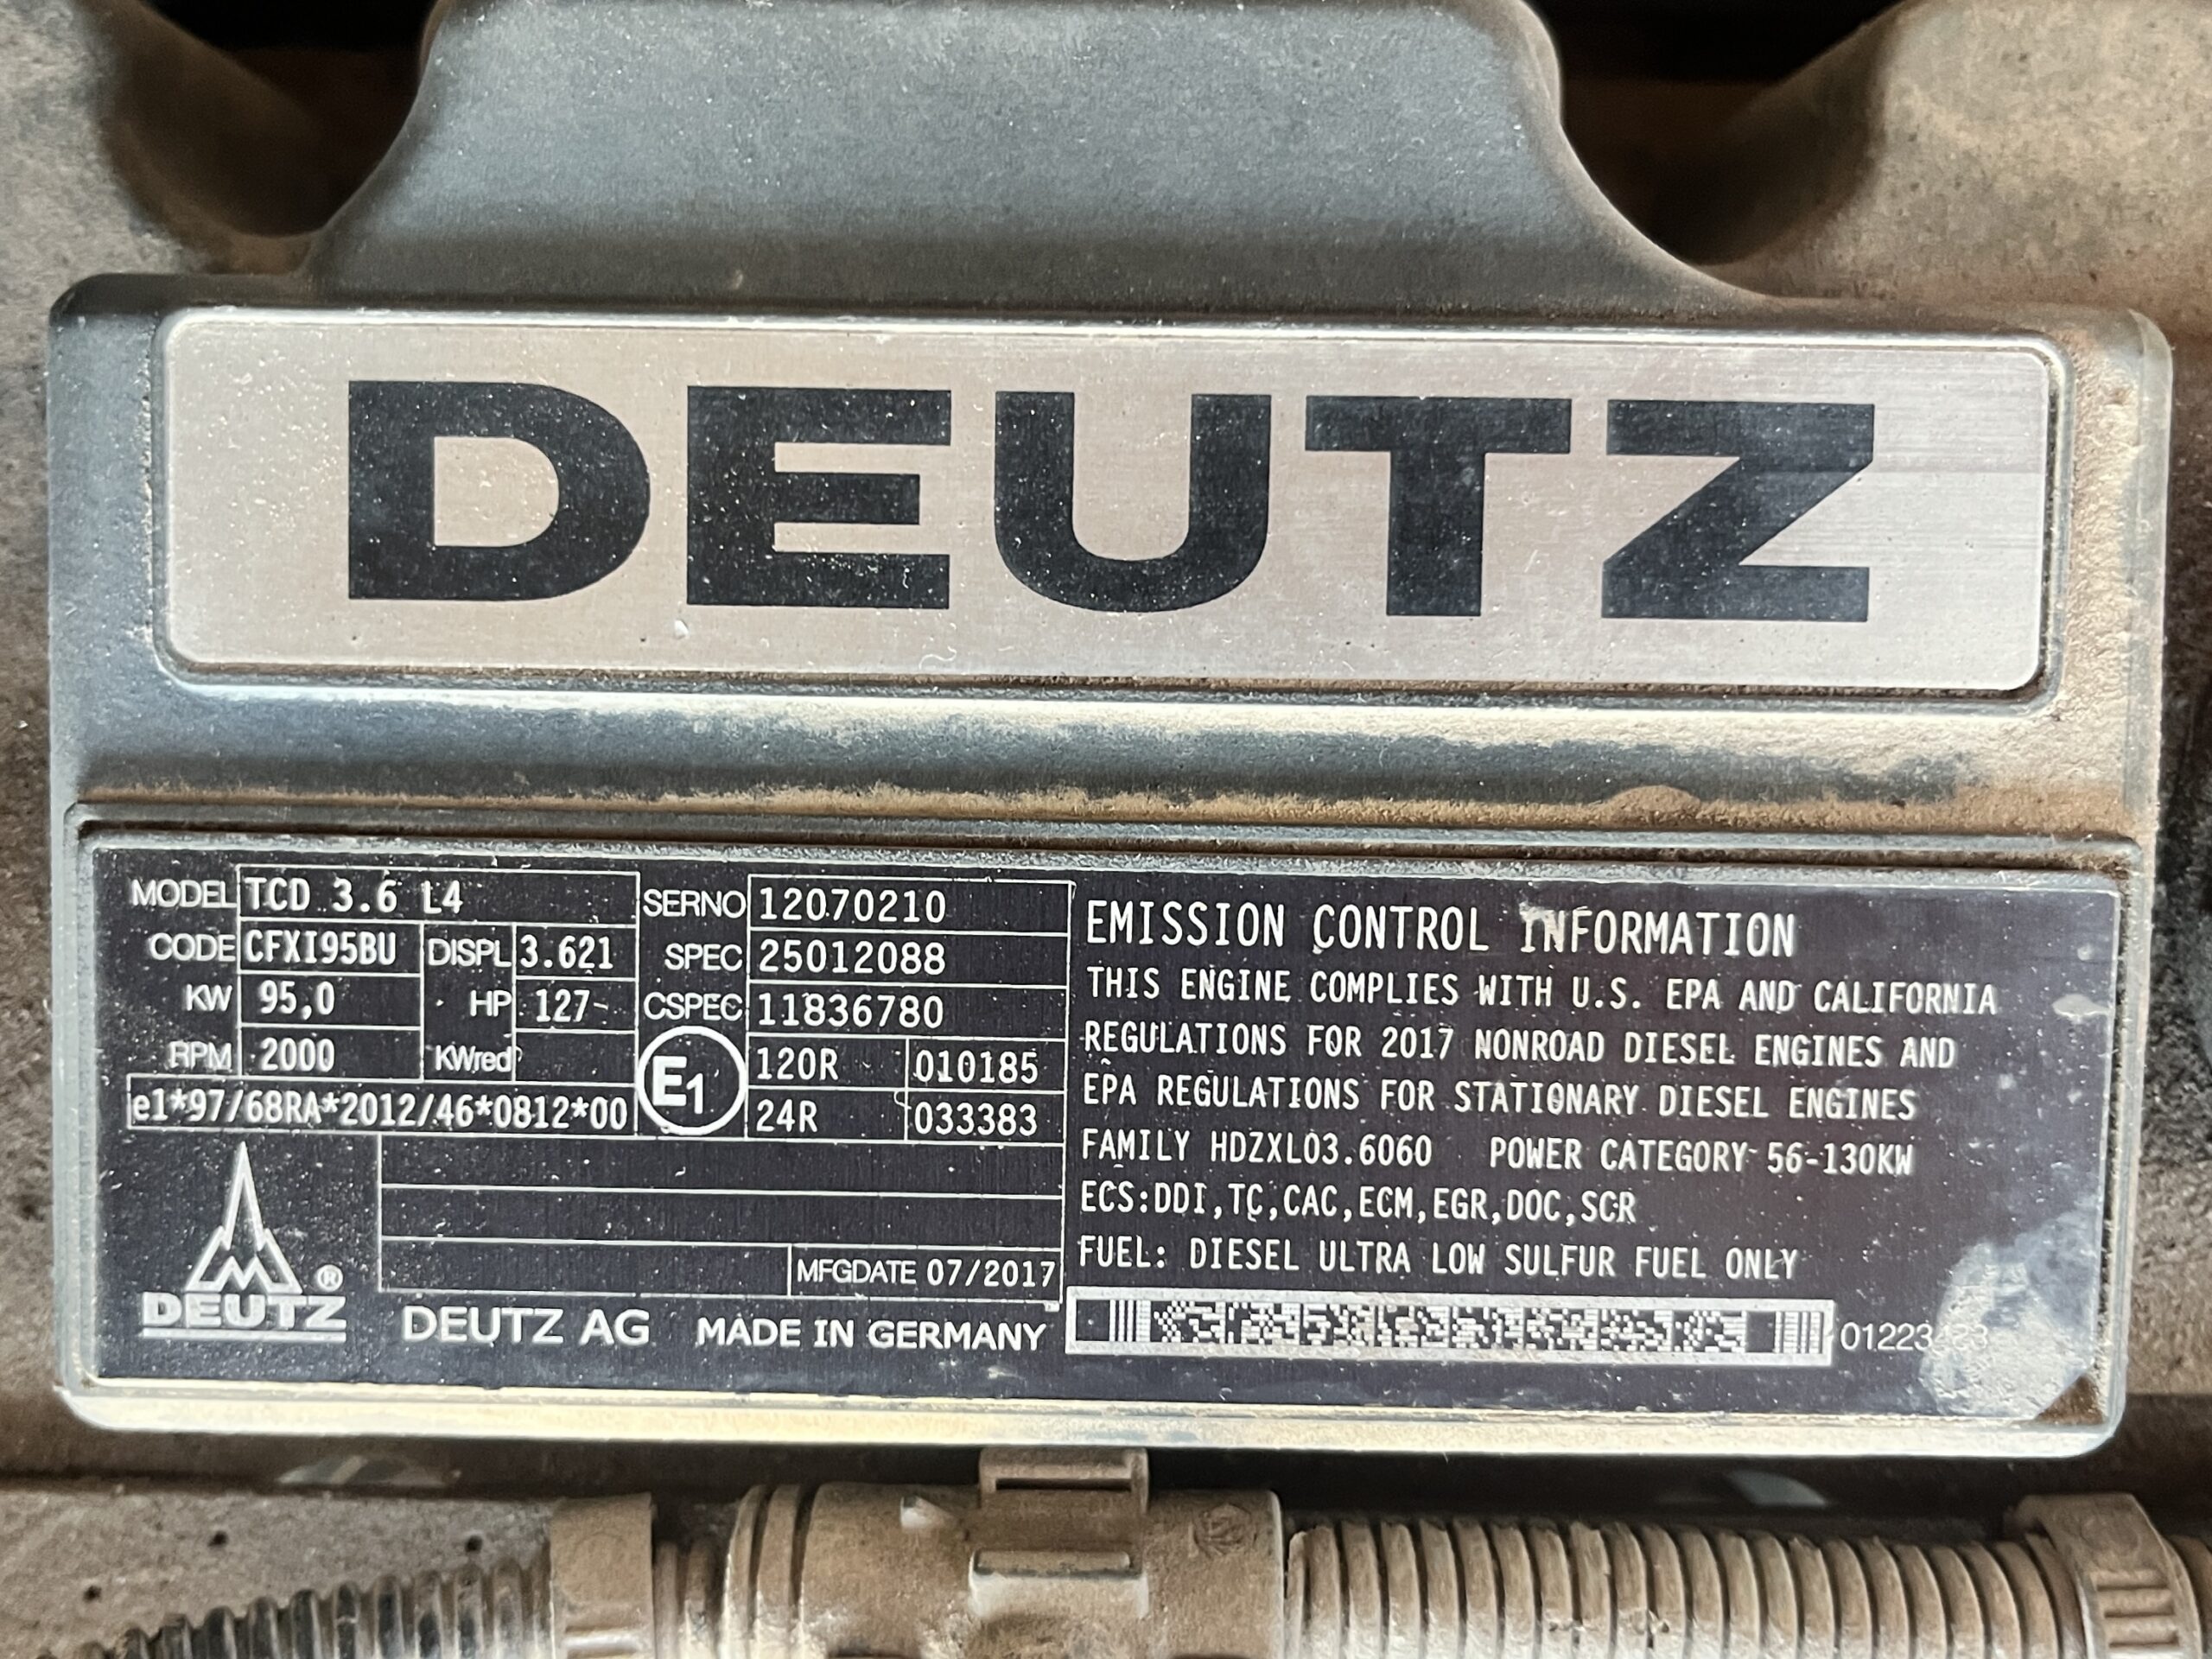 DEUTZ
MODEL TCD 3.6 L4
CODE CFXI95BU DISPL 3.621
KW 95,0 HP 127
RPM 2000 KWred
e1*97/68RA*2012/46*0812*00
SERNO 12070210
SPEC 25012088
CSPEC 11836780
E1 120R 010185
24R 033383
MFGDATE 07/2017
DEUTZ ®
DEUTZ AG MADE IN GERMANY
EMISSION CONTROL INFORMATION
THIS ENGINE COMPLIES WITH U.S. EPA AND CALIFORNIA
REGULATIONS FOR 2017 NONROAD DIESEL ENGINES AND
EPA REGULATIONS FOR STATIONARY DIESEL ENGINES
FAMILY HDZXL03.6060 POWER CATEGORY 56-130KW
ECS:DDI,TC,CAC,ECM,EGR,DOC,SCR
FUEL: DIESEL ULTRA LOW SULFUR FUEL ONLY